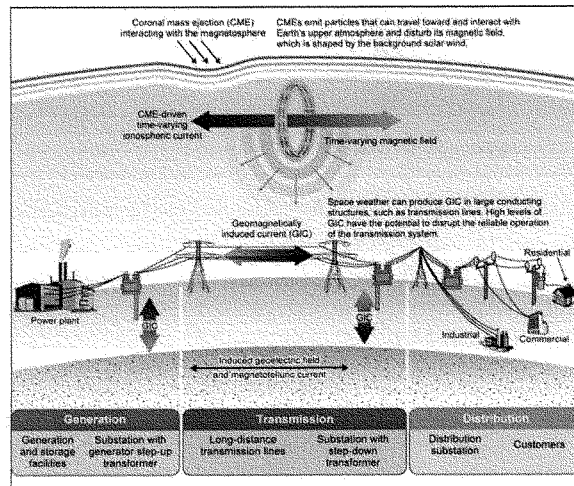 Coronal mass ejection (CME)
interacting with the magnetosphere
CMEs emit particles that can travel toward and interact with
Earth's upper atmosphere and disturb its magnetic field,
which is shaped by the background solar wind.
CME-driven
time-varying
ionospheric current
Time-varying magnetic field
Space weather can produce GIC in large conducting
structures, such as transmission lines. High levels of
GIC have the potential to disrupt the reliable operation
of the transmission system.
Geomagnetically
induced current (GIC)
Residential
Power plant
GIC
GIC
Industrial
Commercial
Induced geoelectric field
and magnetotelluric current
Generation
Transmission
Distribution
Generation
and storage
facilities
Substation with
generator step-up
transformer
Long-distance
transmission lines
Substation with
step-down
transformer
Distribution
substation
Customers